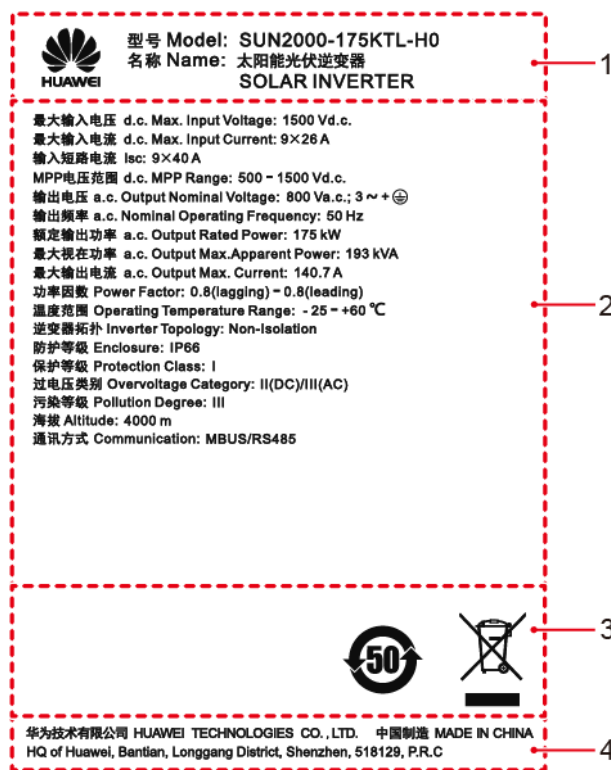 HUAWEI
型号 Model: SUN2000-175KTL-H0
名称 Name: 太阳能光伏逆变器
SOLAR INVERTER
1
最大输入电压 d.c. Max. Input Voltage: 1500 Vd.c.
最大输入电流 d.c. Max. Input Current: 9×26 A
输入短路电流 Isc: 9×40 A
MPP电压范围 d.c. MPP Range: 500 - 1500 Vd.c.
输出电压 a.c. Output Nominal Voltage: 800 Va.c.; 3 ~ + ⏚
输出频率 a.c. Nominal Operating Frequency: 50 Hz
额定输出功率 a.c. Output Rated Power: 175 kW
最大视在功率 a.c. Output Max.Apparent Power: 193 kVA
最大输出电流 a.c. Output Max. Current: 140.7 A
功率因数 Power Factor: 0.8(lagging) - 0.8(leading)
温度范围 Operating Temperature Range: - 25 - +60 ℃
逆变器拓扑 Inverter Topology: Non-Isolation
防护等级 Enclosure: IP66
保护等级 Protection Class: I
过电压类别 Overvoltage Category: II(DC)/III(AC)
污染等级 Pollution Degree: III
海拔 Altitude: 4000 m
通讯方式 Communication: MBUS/RS485
2
50
3
华为技术有限公司 HUAWEI TECHNOLOGIES CO., LTD. 中国制造 MADE IN CHINA
HQ of Huawei, Bantian, Longgang District, Shenzhen, 518129, P.R.C
4